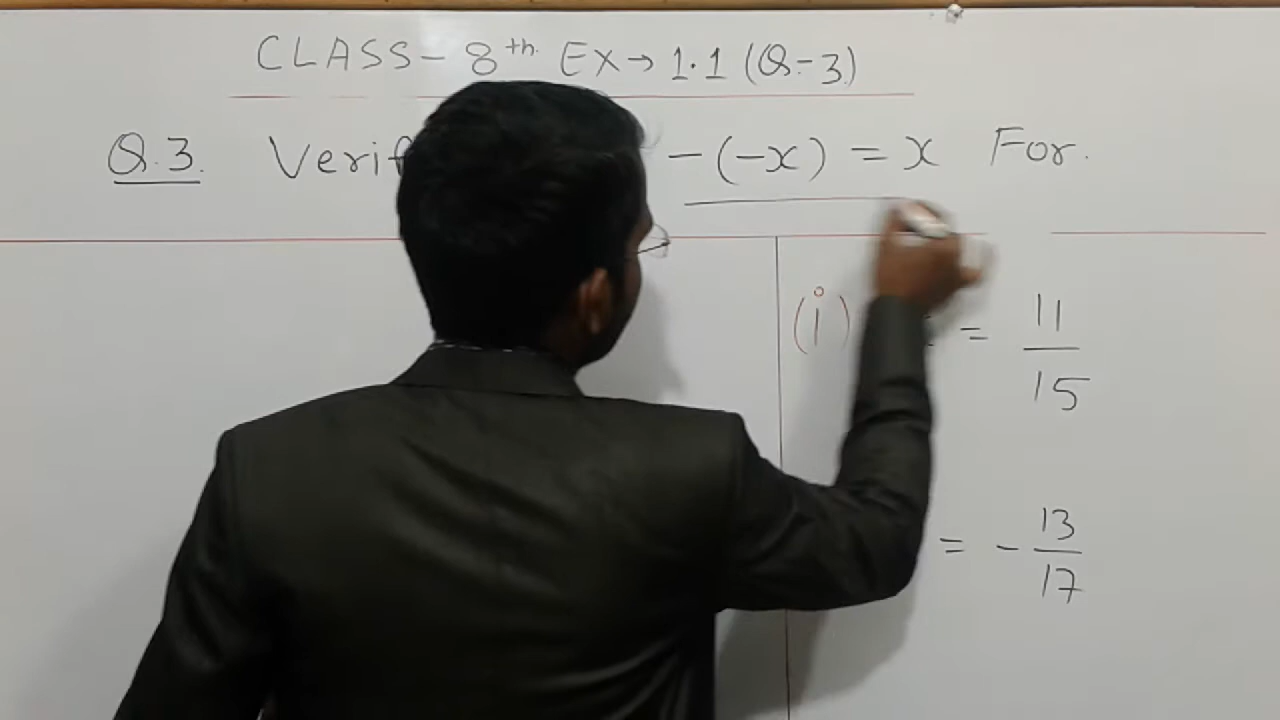 CLASS - 8th Ex → 1.1 (Q.-3)
Q.3. Verif - (-x) = x For.
(i) = 11/15
= - 13/17